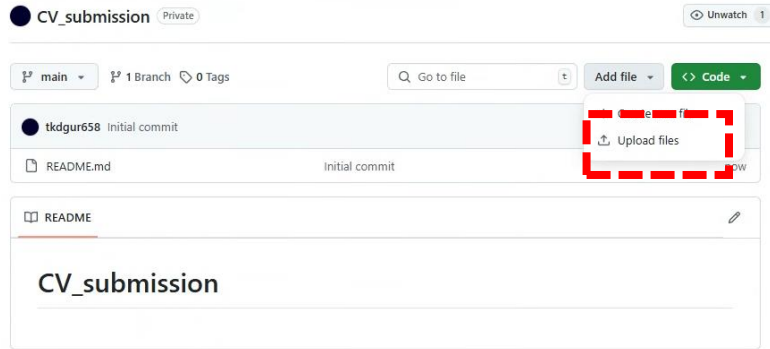 CV_submission Private
Unwatch 1
main 1 Branch 0 Tags Go to file t Add file Code
Upload files
tkdgur658 Initial commit
README.md Initial commit
README
CV_submission